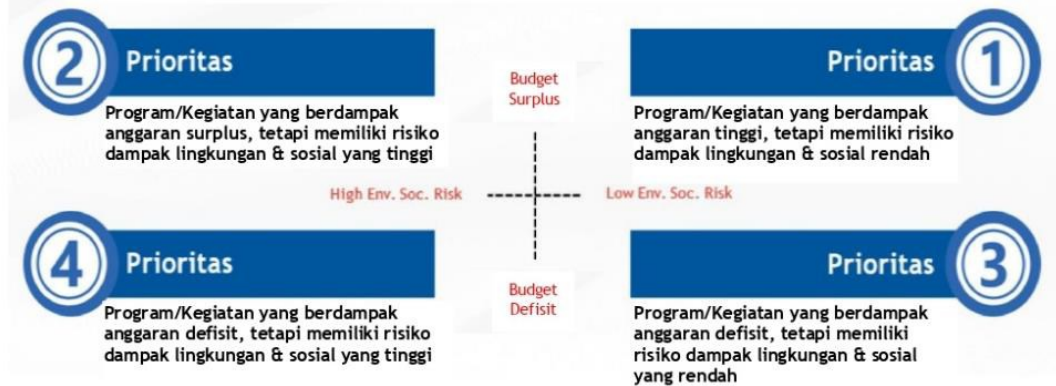 2
Prioritas
Program/Kegiatan yang berdampak
anggaran surplus, tetapi memiliki risiko
dampak lingkungan & sosial yang tinggi
Budget
Surplus
Prioritas
1
Program/Kegiatan yang berdampak
anggaran tinggi, tetapi memiliki risiko
dampak lingkungan & sosial rendah
High Env. Soc. Risk
Low Env. Soc. Risk
4
Prioritas
Program/Kegiatan yang berdampak
anggaran defisit, tetapi memiliki risiko
dampak lingkungan & sosial yang tinggi
Budget
Defisit
Prioritas
3
Program/Kegiatan yang berdampak
anggaran defisit, tetapi memiliki
risiko dampak lingkungan & sosial
yang rendah